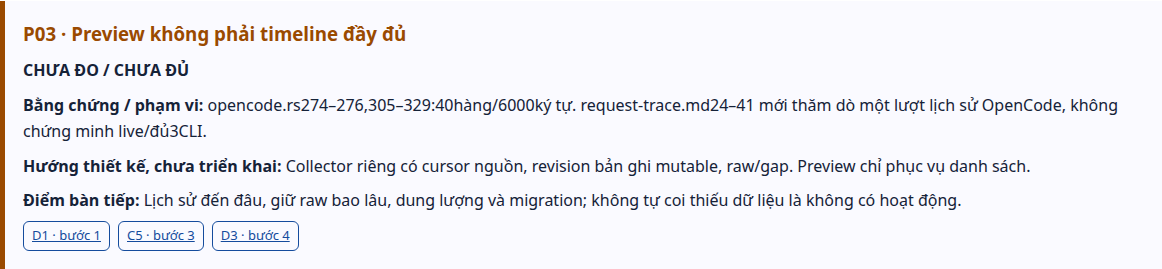 P03 · Preview không phải timeline đầy đủ
CHƯA ĐO / CHƯA ĐỦ
Bằng chứng / phạm vi: opencode.rs274–276,305–329:40hàng/6000ký tự. request-trace.md24–41 mới thăm dò một lượt lịch sử OpenCode, không
chứng minh live/đủ3CLI.
Hướng thiết kế, chưa triển khai: Collector riêng có cursor nguồn, revision bản ghi mutable, raw/gap. Preview chỉ phục vụ danh sách.
Điểm bàn tiếp: Lịch sử đến đâu, giữ raw bao lâu, dung lượng và migration; không tự coi thiếu dữ liệu là không có hoạt động.
D1 · bước 1 C5 · bước 3 D3 · bước 4